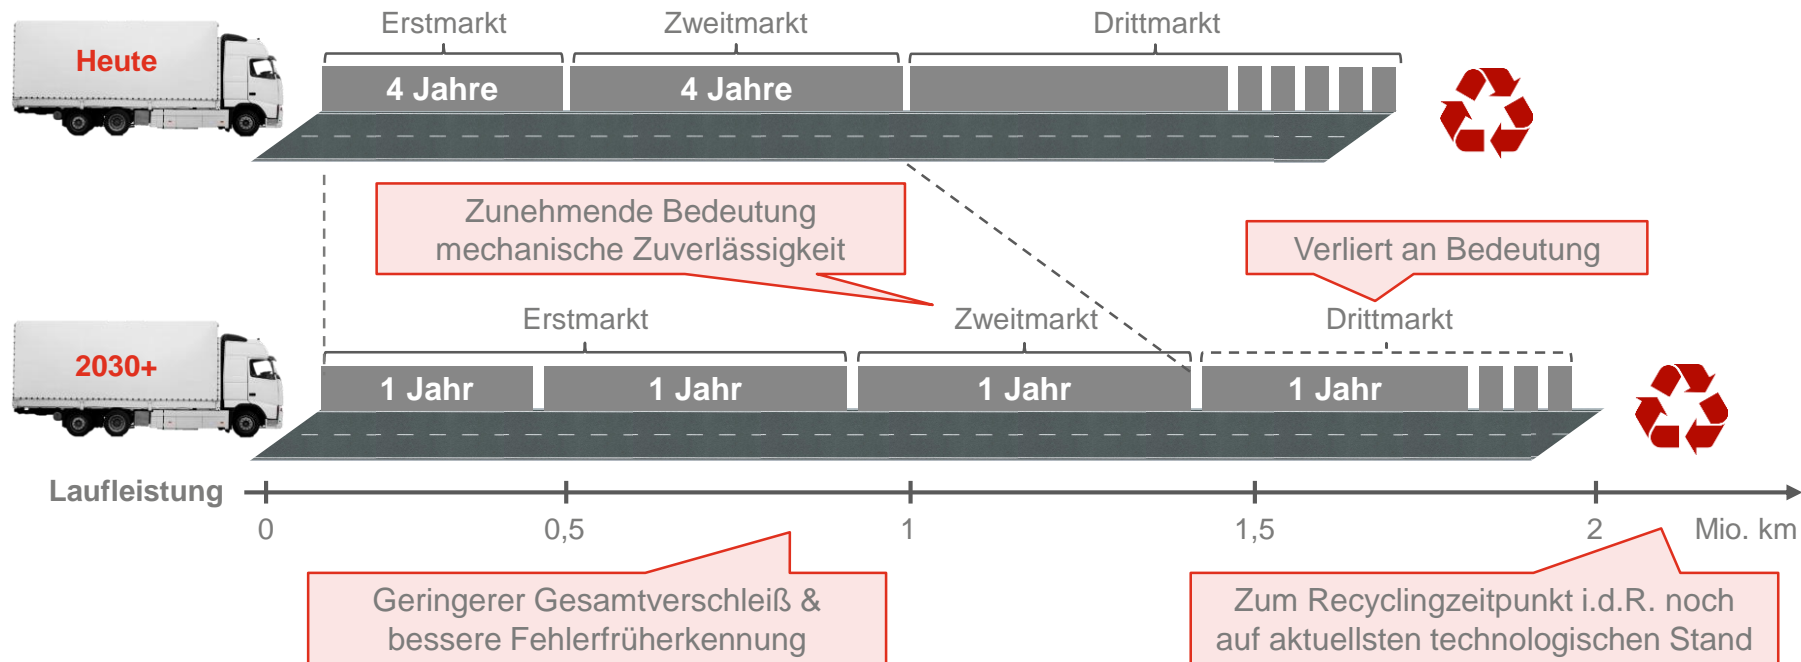 Erstmarkt
Zweitmarkt
Drittmarkt
Heute
4 Jahre
4 Jahre
Zunehmende Bedeutung
mechanische Zuverlässigkeit
Verliert an Bedeutung
Erstmarkt
Zweitmarkt
Drittmarkt
2030+
1 Jahr
1 Jahr
1 Jahr
1 Jahr
Laufleistung
0
0,5
1
1,5
2
Mio. km
Geringerer Gesamtverschleiß &
bessere Fehlerfrüherkennung
Zum Recyclingzeitpunkt i.d.R. noch
auf aktuellsten technologischen Stand